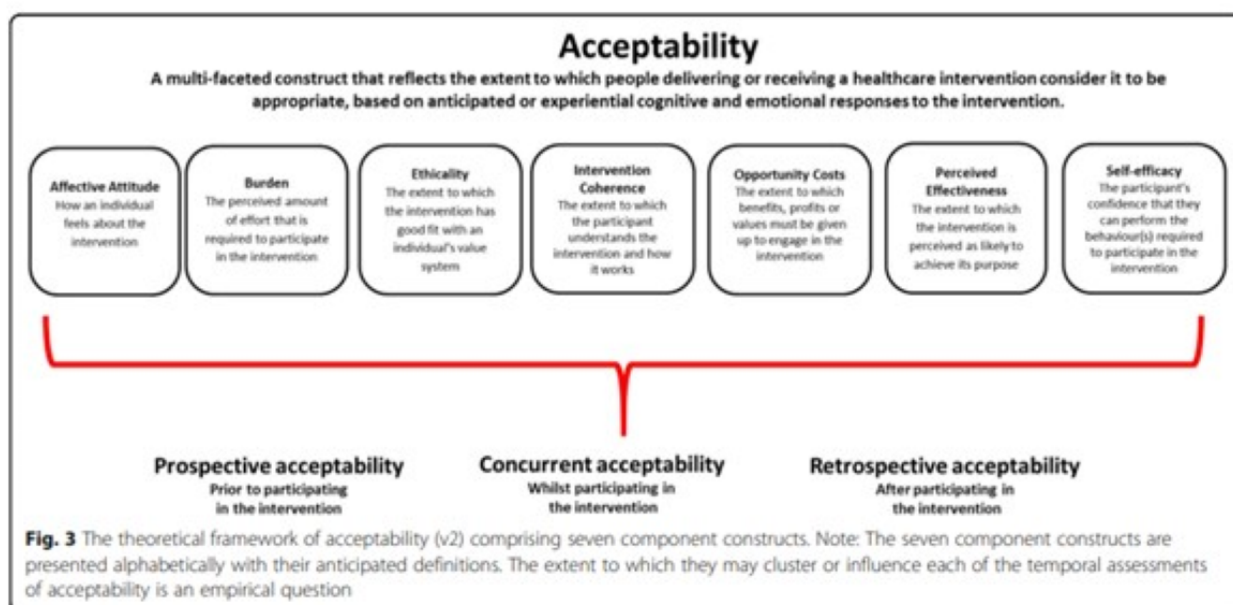 Acceptability
A multi-faceted construct that reflects the extent to which people delivering or receiving a healthcare intervention consider it to be
appropriate, based on anticipated or experiential cognitive and emotional responses to the intervention.
Affective Attitude
How an individual
feels about the
intervention
Burden
The perceived amount
of effort that is
required to participate
in the intervention
Ethicality
The extent to which
the intervention has
good fit with an
individual's value
system
Intervention
Coherence
The extent to which
the participant
understands the
intervention and how
it works
Opportunity Costs
The extent to which
benefits, profits or
values must be given
up to engage in the
intervention
Perceived
Effectiveness
The extent to which
the intervention is
perceived as likely to
achieve its purpose
Self-efficacy
The participant's
confidence that they
can perform the
behaviour(s) required
to participate in the
intervention
Prospective acceptability
Prior to participating
in the intervention
Concurrent acceptability
Whilst participating in
the intervention
Retrospective acceptability
After participating in
the intervention
Fig. 3 The theoretical framework of acceptability (v2) comprising seven component constructs. Note: The seven component constructs are
presented alphabetically with their anticipated definitions. The extent to which they may cluster or influence each of the temporal assessments
of acceptability is an empirical question